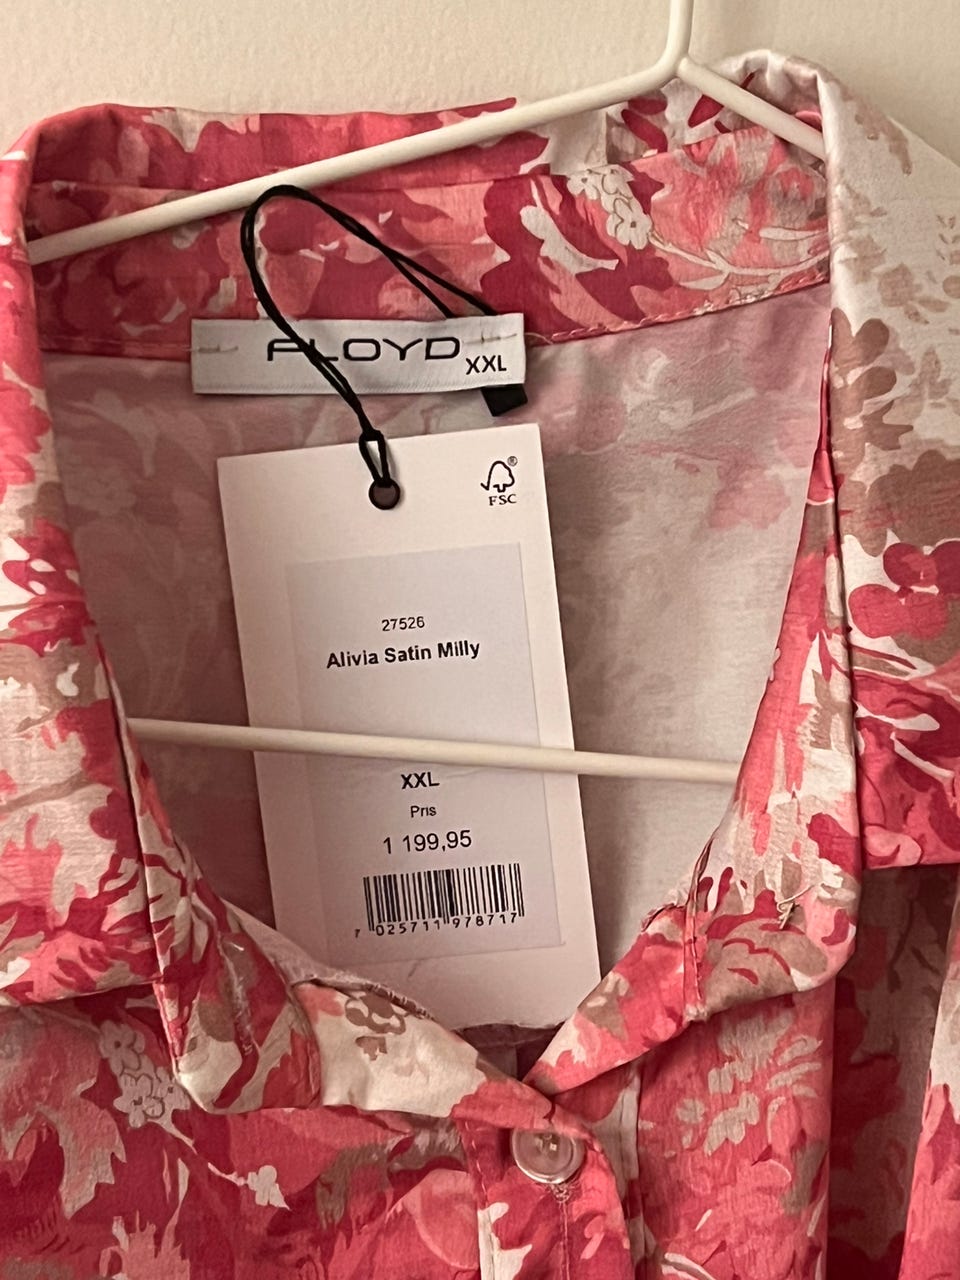 FLOYD XXL
FSC
27526
Alivia Satin Milly
XXL
Pris
1 199,95
7 025711 978717